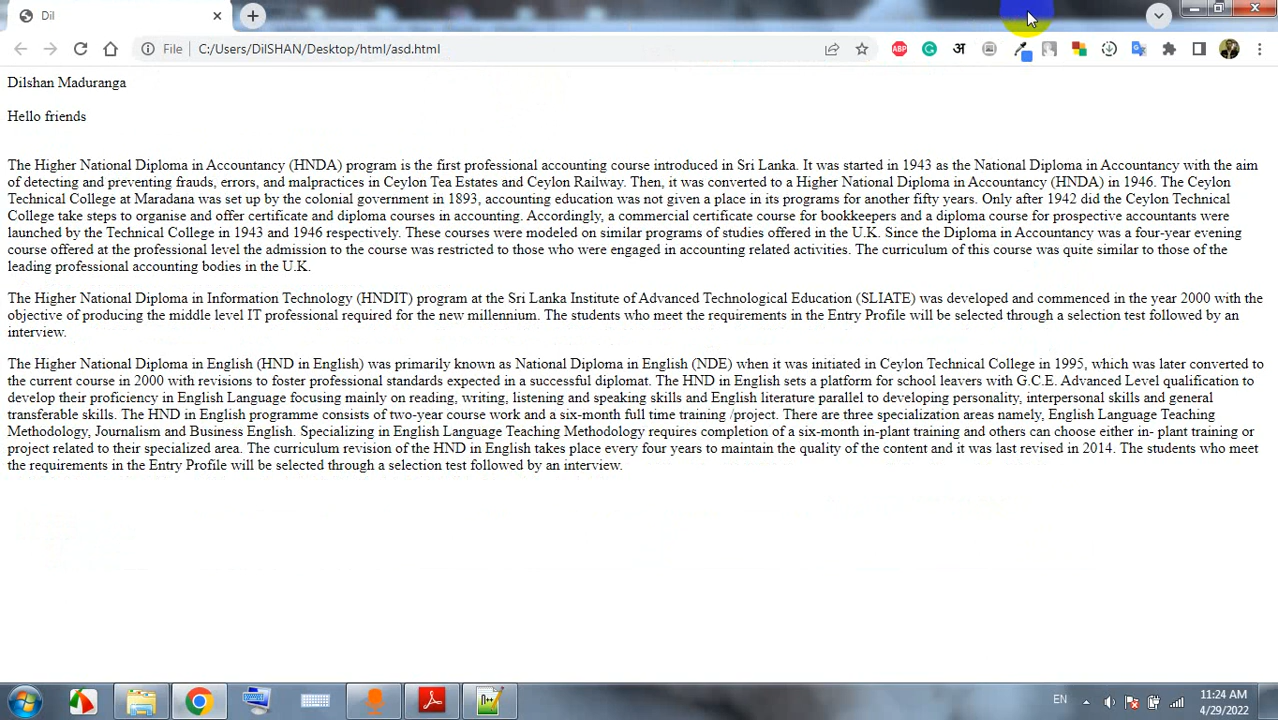 Dil
File
C:/Users/DilSHAN/Desktop/html/asd.html
ABP
अ
Dilshan Maduranga
Hello friends
The Higher National Diploma in Accountancy (HNDA) program is the first professional accounting course introduced in Sri Lanka. It was started in 1943 as the National Diploma in Accountancy with the aim
of detecting and preventing frauds, errors, and malpractices in Ceylon Tea Estates and Ceylon Railway. Then, it was converted to a Higher National Diploma in Accountancy (HNDA) in 1946. The Ceylon
Technical College at Maradana was set up by the colonial government in 1893, accounting education was not given a place in its programs for another fifty years. Only after 1942 did the Ceylon Technical
College take steps to organise and offer certificate and diploma courses in accounting. Accordingly, a commercial certificate course for bookkeepers and a diploma course for prospective accountants were
launched by the Technical College in 1943 and 1946 respectively. These courses were modeled on similar programs of studies offered in the U.K. Since the Diploma in Accountancy was a four-year evening
course offered at the professional level the admission to the course was restricted to those who were engaged in accounting related activities. The curriculum of this course was quite similar to those of the
leading professional accounting bodies in the U.K.
The Higher National Diploma in Information Technology (HNDIT) program at the Sri Lanka Institute of Advanced Technological Education (SLIATE) was developed and commenced in the year 2000 with the
objective of producing the middle level IT professional required for the new millennium. The students who meet the requirements in the Entry Profile will be selected through a selection test followed by an
interview.
The Higher National Diploma in English (HND in English) was primarily known as National Diploma in English (NDE) when it was initiated in Ceylon Technical College in 1995, which was later converted to
the current course in 2000 with revisions to foster professional standards expected in a successful diplomat. The HND in English sets a platform for school leavers with G.C.E. Advanced Level qualification to
develop their proficiency in English Language focusing mainly on reading, writing, listening and speaking skills and English literature parallel to developing personality, interpersonal skills and general
transferable skills. The HND in English programme consists of two-year course work and a six-month full time training /project. There are three specialization areas namely, English Language Teaching
Methodology, Journalism and Business English. Specializing in English Language Teaching Methodology requires completion of a six-month in-plant training and others can choose either in- plant training or
project related to their specialized area. The curriculum revision of the HND in English takes place every four years to maintain the quality of the content and it was last revised in 2014. The students who meet
the requirements in the Entry Profile will be selected through a selection test followed by an interview.
EN
11:24 AM
4/29/2022